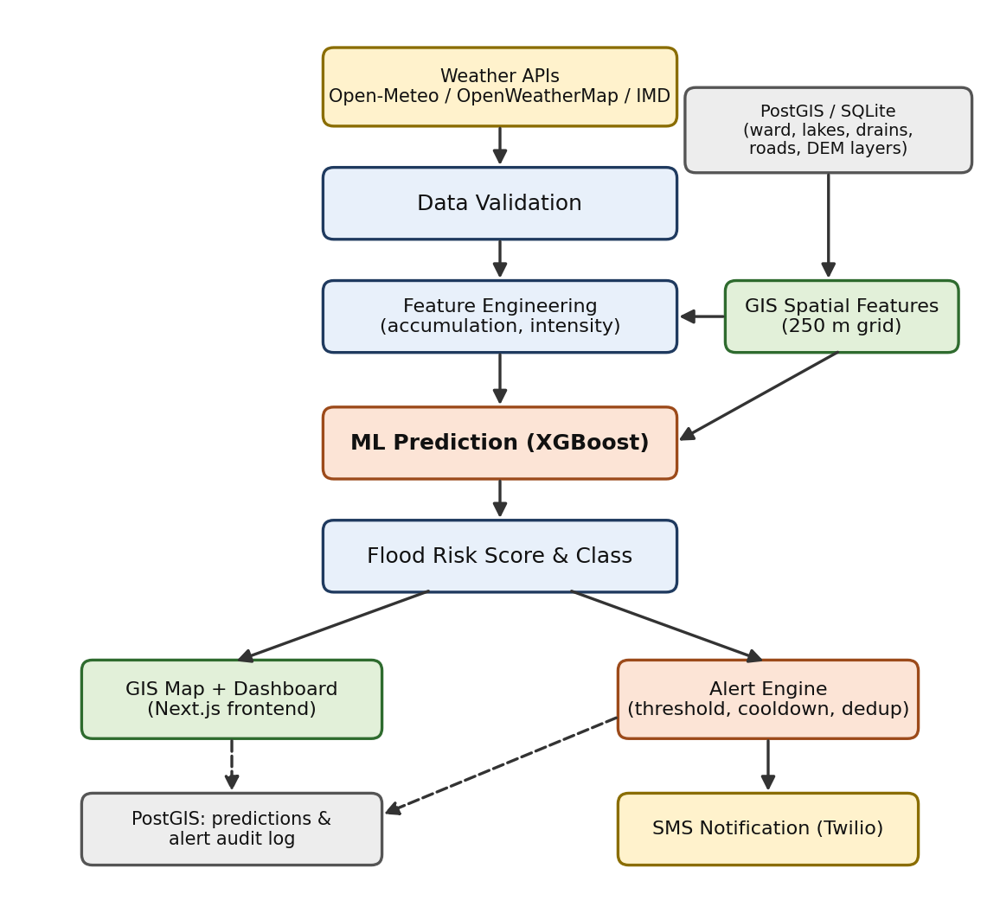 Weather APIs
Open-Meteo / OpenWeatherMap / IMD
PostGIS / SQLite
(ward, lakes, drains,
roads, DEM layers)
Data Validation
Feature Engineering
(accumulation, intensity)
GIS Spatial Features
(250 m grid)
ML Prediction (XGBoost)
Flood Risk Score & Class
GIS Map + Dashboard
(Next.js frontend)
Alert Engine
(threshold, cooldown, dedup)
PostGIS: predictions &
alert audit log
SMS Notification (Twilio)